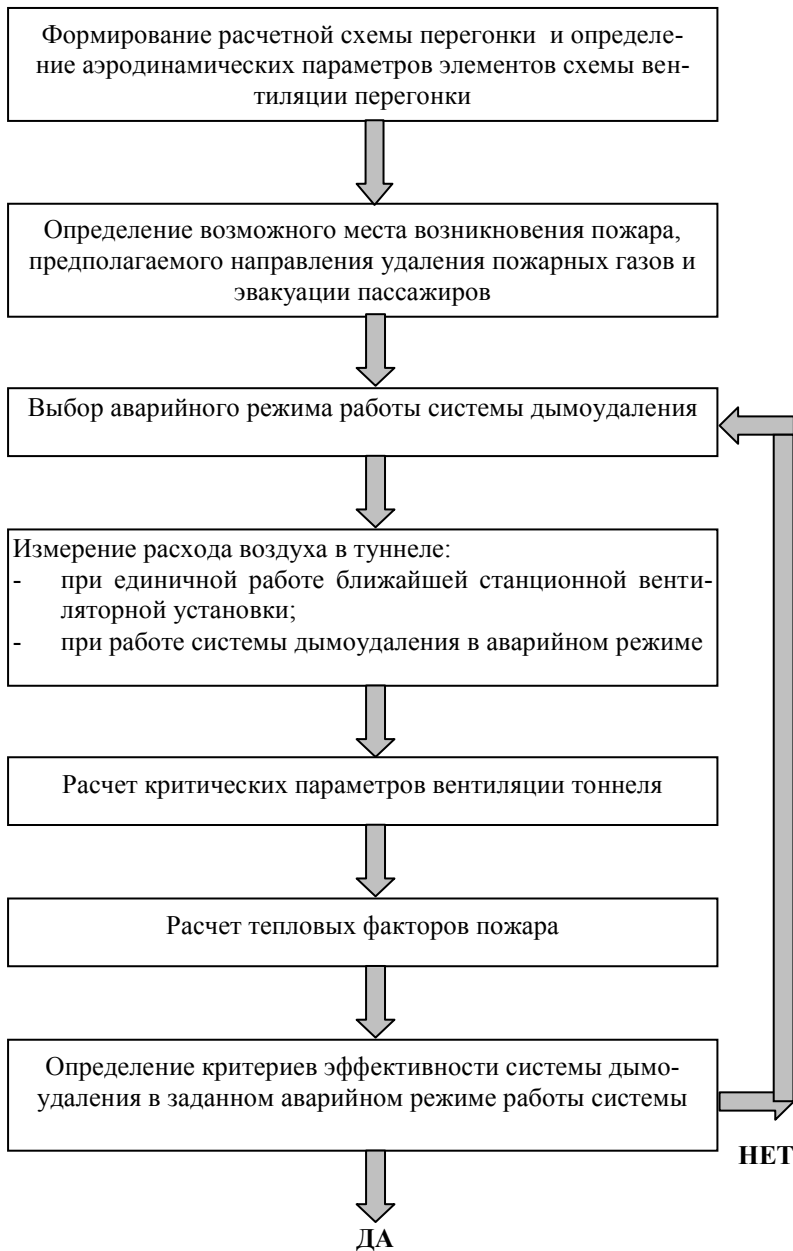 Формирование расчетной схемы перегонки и определе-
ние аэродинамических параметров элементов схемы вен-
тиляции перегонки
Определение возможного места возникновения пожара,
предполагаемого направления удаления пожарных газов и
эвакуации пассажиров
Выбор аварийного режима работы системы дымоудаления
Измерение расхода воздуха в туннеле:
- при единичной работе ближайшей станционной венти-
ляторной установки;
- при работе системы дымоудаления в аварийном режиме
Расчет критических параметров вентиляции тоннеля
Расчет тепловых факторов пожара
Определение критериев эффективности системы дымо-
удаления в заданном аварийном режиме работы системы
НЕТ
ДА